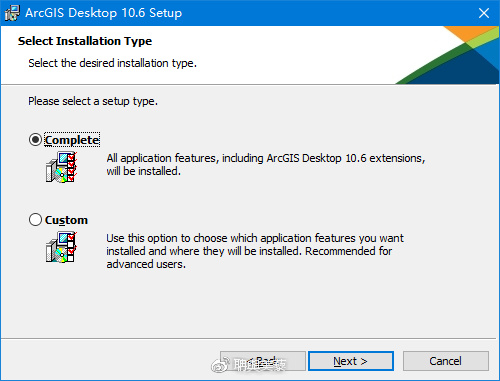 ArcGIS Desktop 10.6 Setup
Select Installation Type
Select the desired installation type.
Please select a setup type.
Complete
All application features, including ArcGIS Desktop 10.6 extensions,
will be installed.
Custom
Use this option to choose which application features you want
installed and where they will be installed. Recommended for
advanced users.
< Back Next > Cancel